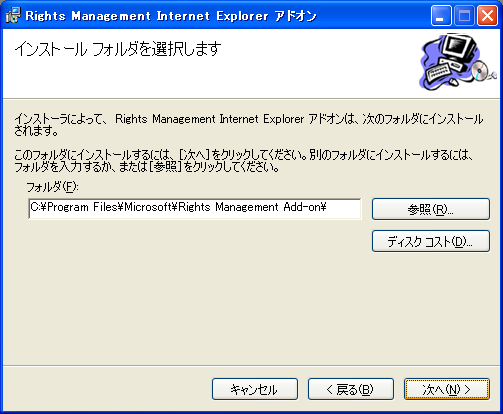 Rights Management Internet Explorer アドオン
インストール フォルダを選択します
インストーラによって、 Rights Management Internet Explorer アドオンは、次のフォルダにインストール
されます。
このフォルダにインストールするには、[次へ]をクリックしてください。別のフォルダにインストールするには、
フォルダを入力するか、または[参照]をクリックしてください。
フォルダ(F):
C:¥Program Files¥Microsoft¥Rights Management Add-on¥
参照(R)...
ディスク コスト(D)...
キャンセル
< 戻る(B)
次へ(N) >